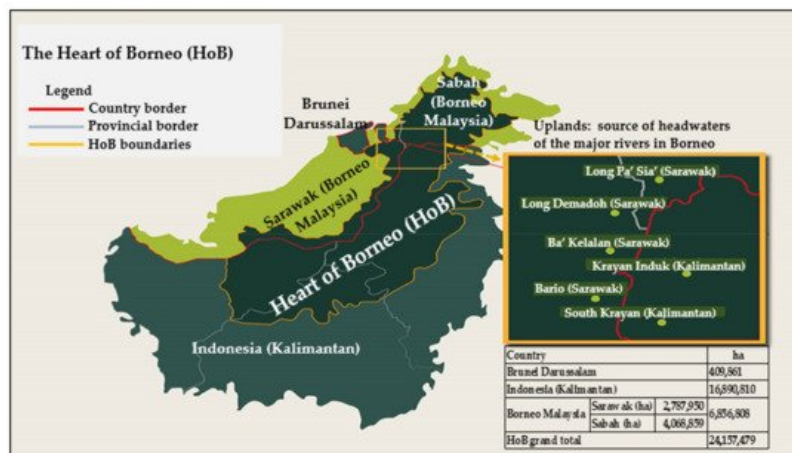 The Heart of Borneo (HoB)
Legend
Country border
Provincial border
HoB boundaries
Brunei
Darussalam
Sabah
(Borneo
Malaysia)
Sarawak (Borneo
Malaysia)
Heart of Borneo (HoB)
Indonesia (Kalimantan)
Uplands: source of headwaters
of the major rivers in Borneo
Long Pa' Sia' (Sarawak)
Long Demadoh (Sarawak)
Ba' Kelalan (Sarawak)
Krayan Induk (Kalimantan)
Bario (Sarawak)
South Krayan (Kalimantan)
Country ha
Brunei Darussalam 409,861
Indonesia (Kalimantan) 16,890,810
Borneo Malaysia Sarawak (ha) 2,787,950 6,856,808
Sabah (ha) 4,068,859
HoB grand total 24,157,479